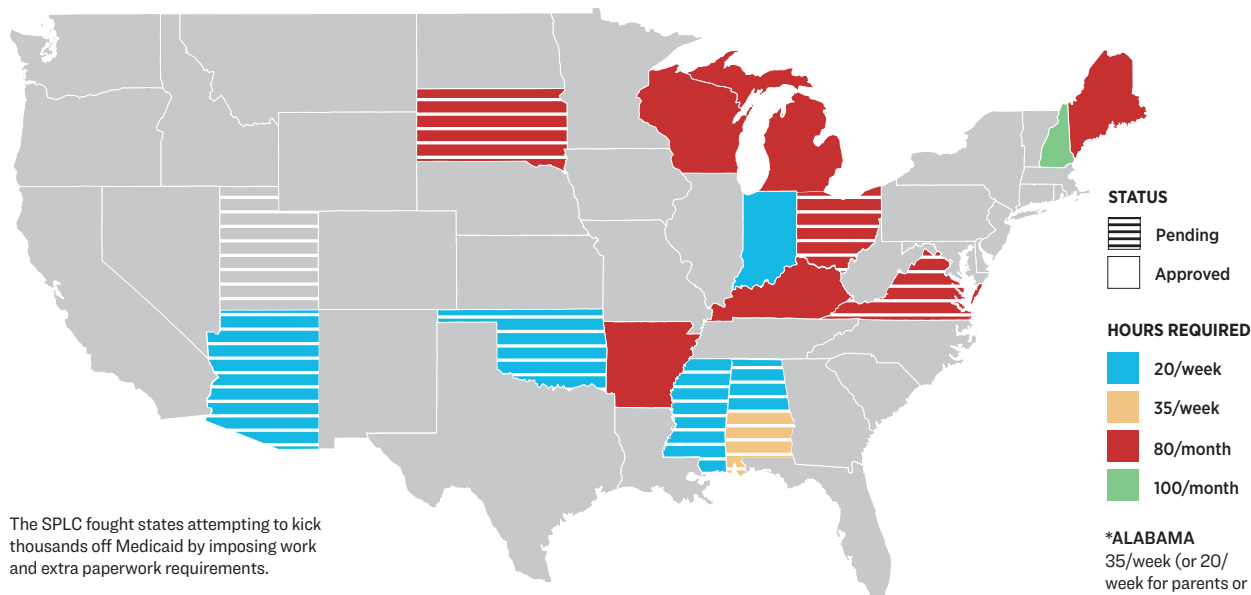 The SPLC fought states attempting to kick
thousands off Medicaid by imposing work
and extra paperwork requirements.
STATUS
Pending
Approved
HOURS REQUIRED
20/week
35/week
80/month
100/month
*ALABAMA
35/week (or 20/
week for parents or